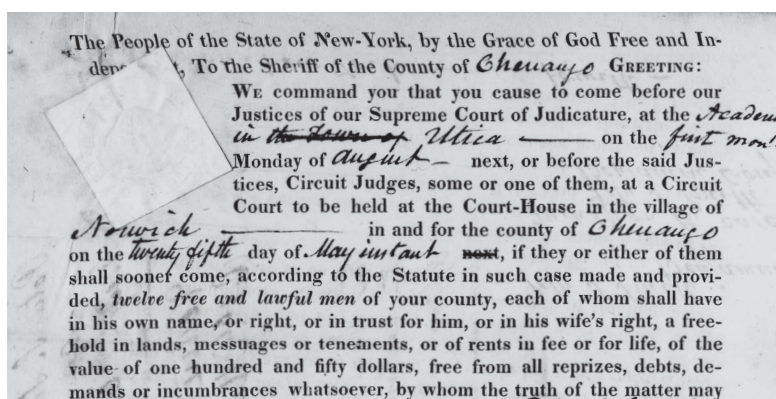 The People of the State of New-York, by the Grace of God Free and In-
dependent, To the Sheriff of the County of Chenango GREETING:
WE command you that you cause to come before our
Justices of our Supreme Court of Judicature, at the Academ
in the Town of Utica on the first
Monday of August next, or before the said Jus-
tices, Circuit Judges, some or one of them, at a Circuit
Court to be held at the Court-House in the village of
Norwich in and for the county of Chenango
on the twenty fifth day of May instant next, if they or either of them
shall sooner come, according to the Statute in such case made and provi-
ded, twelve free and lawful men of your county, each of whom shall have
in his own name, or right, or in trust for him, or in his wife's right, a free-
hold in lands, messuages or tenements, or of rents in fee or for life, of the
value of one hundred and fifty dollars, free from all reprizes, debts, de-
mands or incumbrances whatsoever, by whom the truth of the matter may